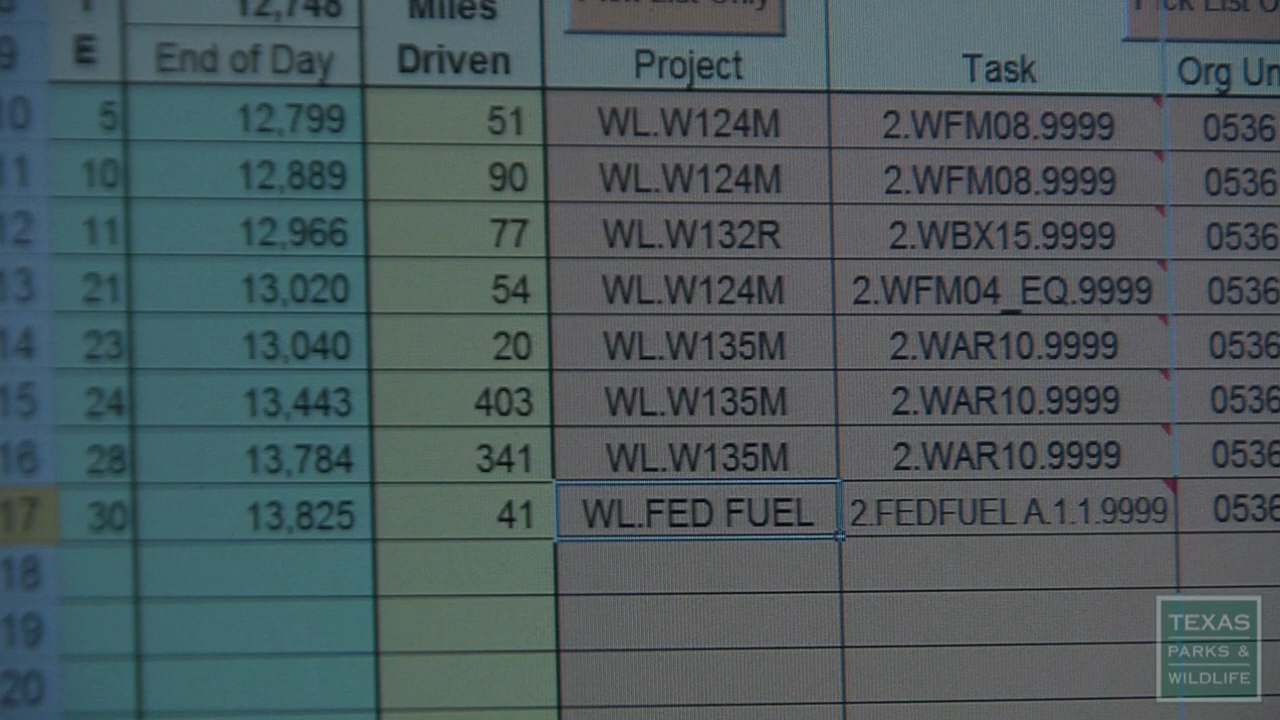 12,748 Miles
9 E End of Day Driven Project Task Org Un
10 5 12,799 51 WL.W124M 2.WFM08.9999 0536
11 10 12,889 90 WL.W124M 2.WFM08.9999 0536
12 11 12,966 77 WL.W132R 2.WBX15.9999 0536
13 21 13,020 54 WL.W124M 2.WFM04_EQ.9999 0536
14 23 13,040 20 WL.W135M 2.WAR10.9999 0536
15 24 13,443 403 WL.W135M 2.WAR10.9999 0536
16 28 13,784 341 WL.W135M 2.WAR10.9999 0536
17 30 13,825 41 WL.FED FUEL 2.FEDFUEL A.1.1.9999 0536
18
19
20
TEXAS
PARKS &
WILDLIFE